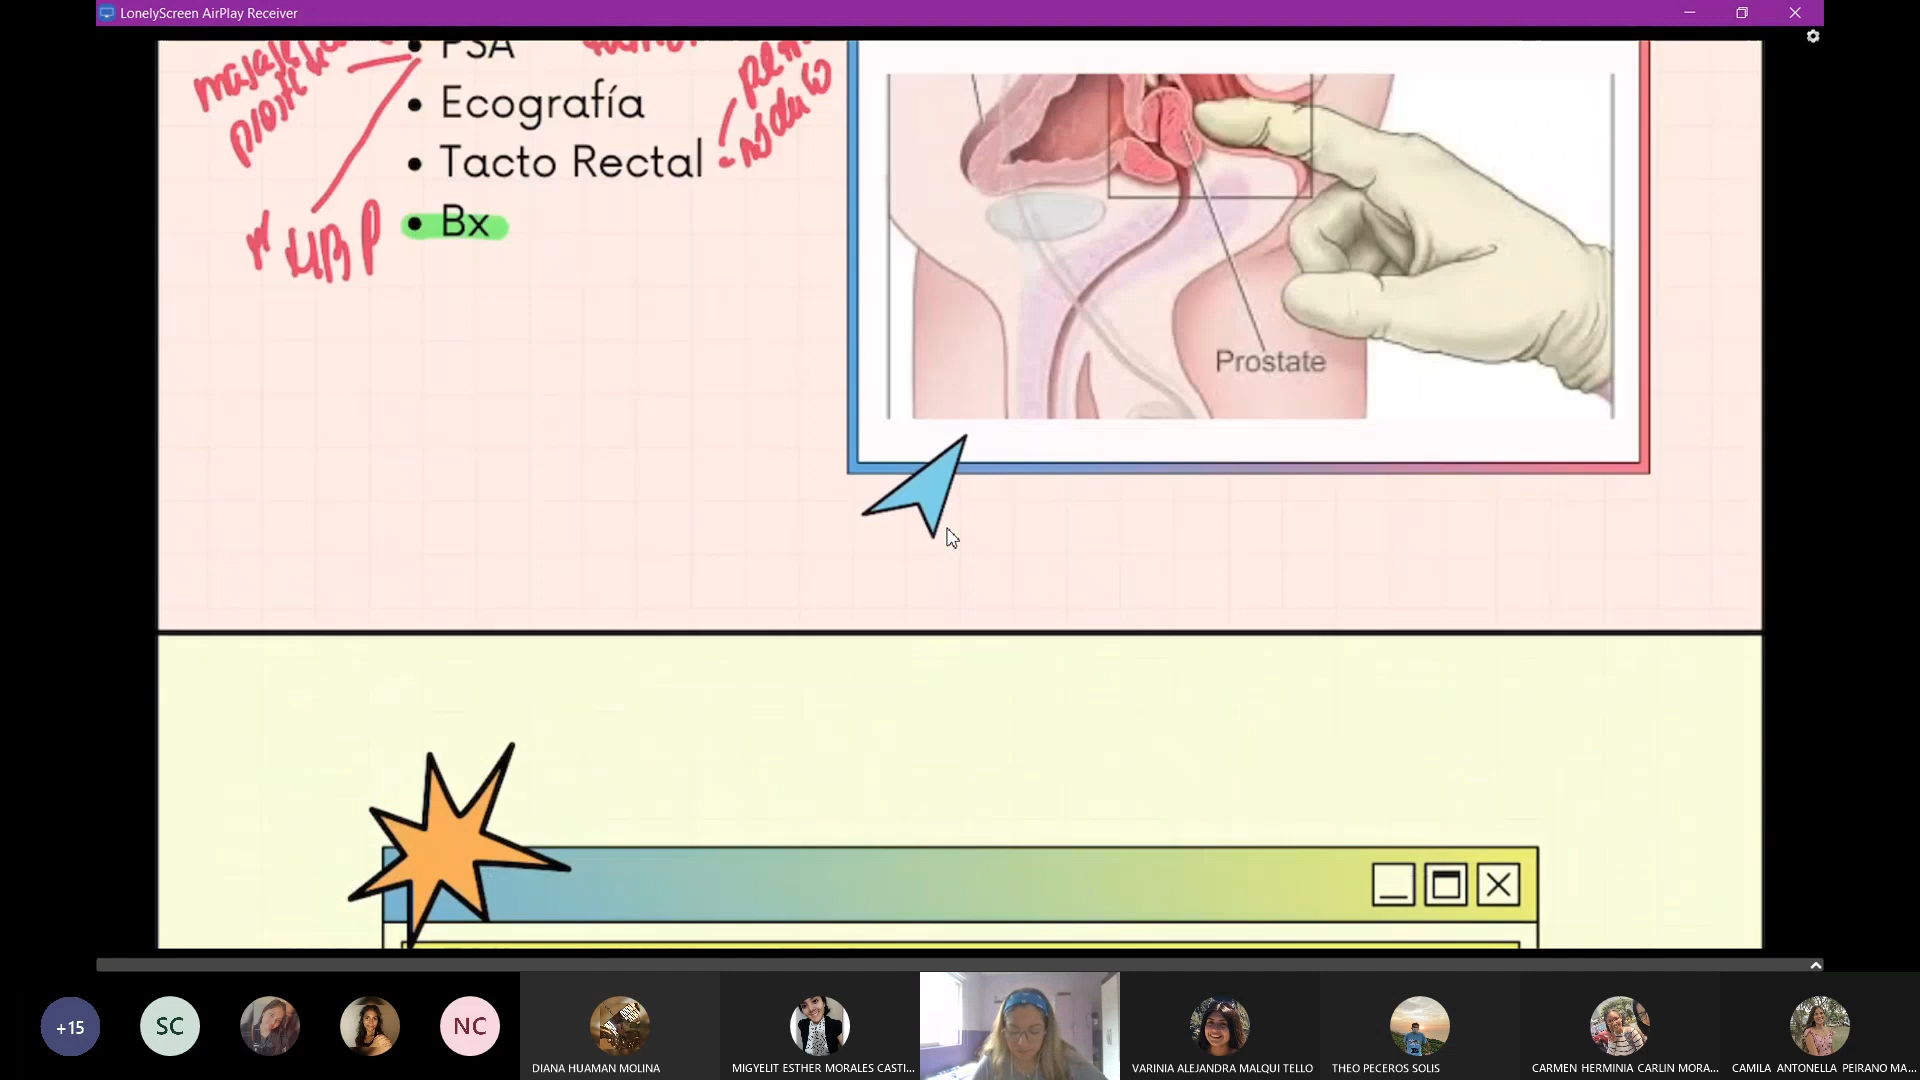 LonelyScreen AirPlay Receiver
• PSA
• Ecografía
• Tacto Rectal
• Bx
HBP
Prostate
+15
SC
NC
DIANA HUAMAN MOLINA
MIGYELIT ESTHER MORALES CASTI...
VARINIA ALEJANDRA MALQUI TELLO
THEO PECEROS SOLIS
CARMEN HERMINIA CARLIN MORA...
CAMILA ANTONELLA PEIRANO MA...